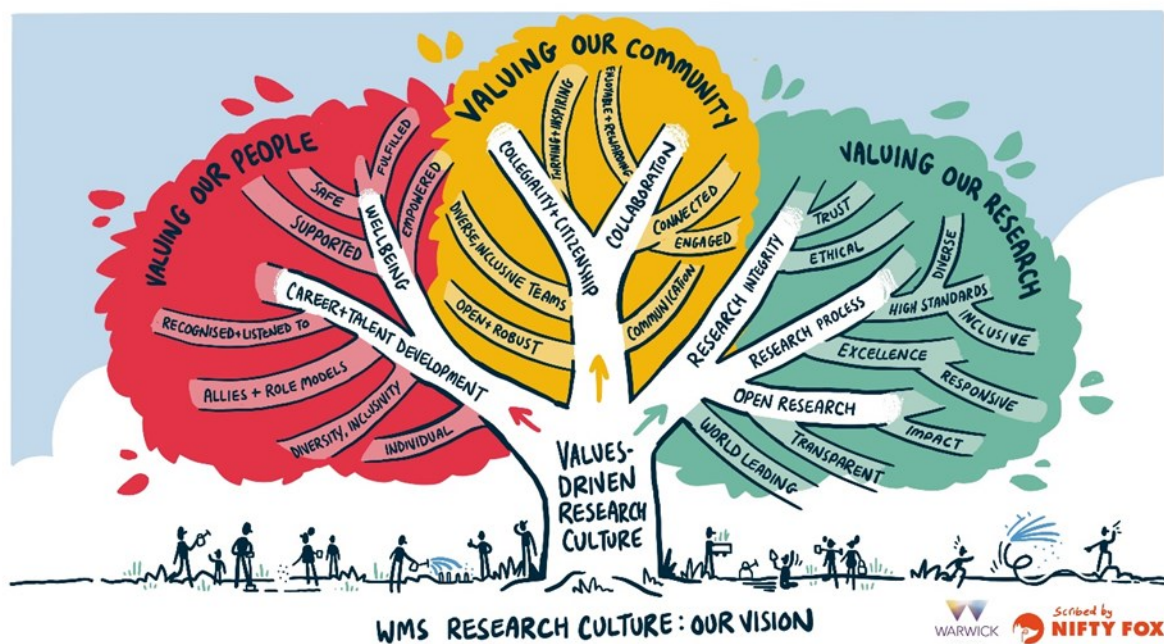 VALUING OUR PEOPLE
FULFILLED
SAFE
EMPOWERED
SUPPORTED
WELLBEING
CAREER+TALENT DEVELOPMENT
RECOGNISED+LISTENED TO
ALLIES + ROLE MODELS
DIVERSITY, INCLUSIVITY
INDIVIDUAL
VALUING OUR COMMUNITY
THRIVING+INSPIRING
ENJOYABLE+REWARDING
COLLEGIALITY+CITIZENSHIP
COLLABORATION
CONNECTED
ENGAGED
DIVERSE, INCLUSIVE TEAMS
OPEN+ROBUST
COMMUNICATION
VALUING OUR RESEARCH
RESEARCH INTEGRITY
TRUST
ETHICAL
RESEARCH PROCESS
DIVERSE
HIGH STANDARDS
INCLUSIVE
EXCELLENCE
RESPONSIVE
OPEN RESEARCH
IMPACT
TRANSPARENT
WORLD LEADING
VALUES-
DRIVEN
RESEARCH
CULTURE
WMS RESEARCH CULTURE: OUR VISION
WARWICK
Scribed by
NIFTY FOX